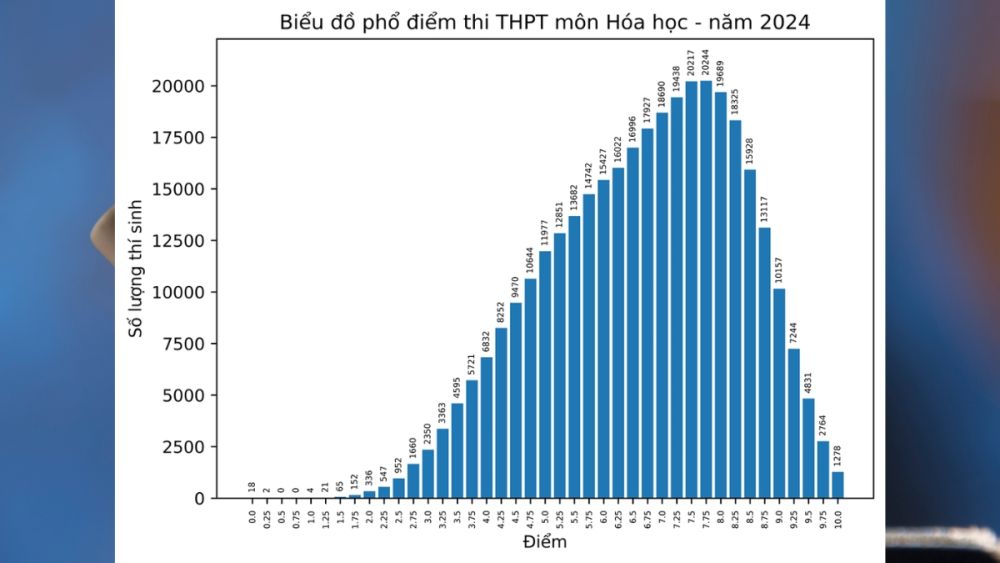 Biểu đồ phổ điểm thi THPT môn Hóa học - năm 2024
Số lượng thí sinh
20000
17500
15000
12500
10000
7500
5000
2500
0
18 2 0 0 4 21 65 152 336 547 952 1660 2350 3363 4595 5721 6832 8252 9470 10644 11977 12851 13682 14742 15427 16022 16996 17927 18690 19438 20217 20244 19689 18325 15928 13117 10157 7244 4831 2764 1278
0.0 0.25 0.5 0.75 1.0 1.25 1.5 1.75 2.0 2.25 2.5 2.75 3.0 3.25 3.5 3.75 4.0 4.25 4.5 4.75 5.0 5.25 5.5 5.75 6.0 6.25 6.5 6.75 7.0 7.25 7.5 7.75 8.0 8.25 8.5 8.75 9.0 9.25 9.5 9.75 10.0
Điểm